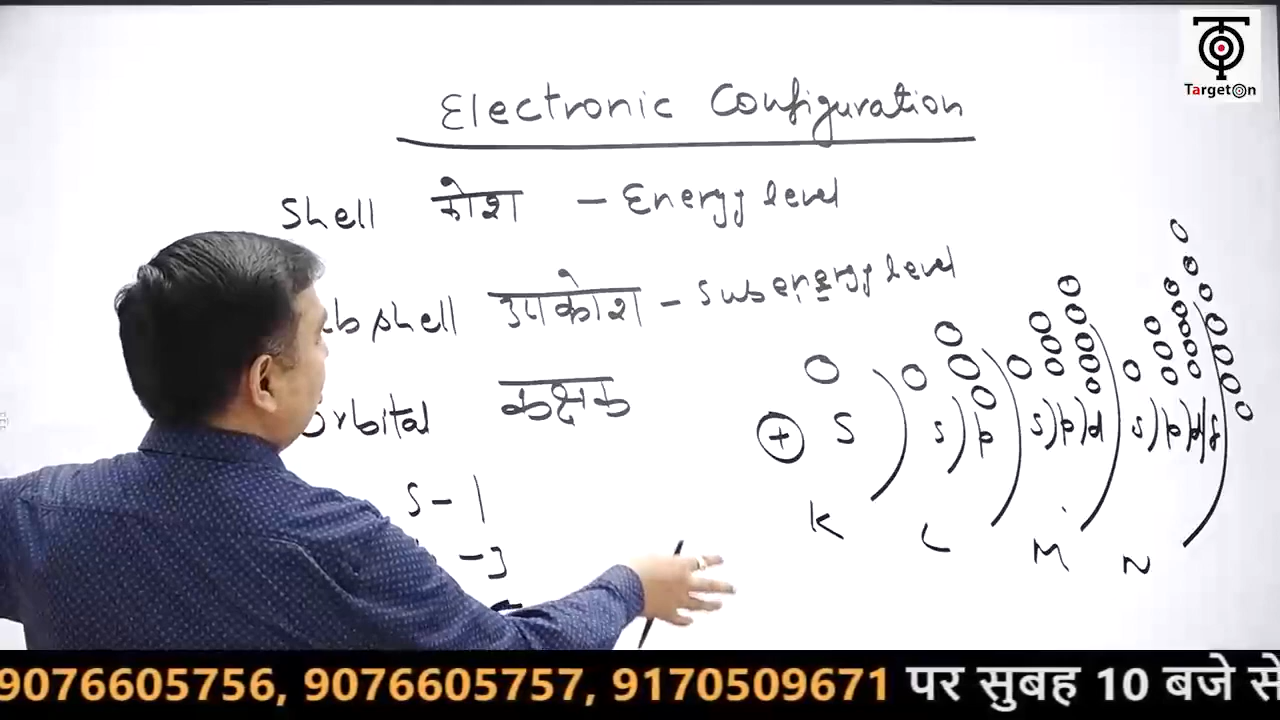 TargetOn
Electronic Configuration
Shell कोश - Energy level
bshell उपकोश - Sub energy level
Orbital कक्षक
s - 1
- 3
+ s s p s p d s p d f
K L M N
9076605756, 9076605757, 9170509671 पर सुबह 10 बजे से